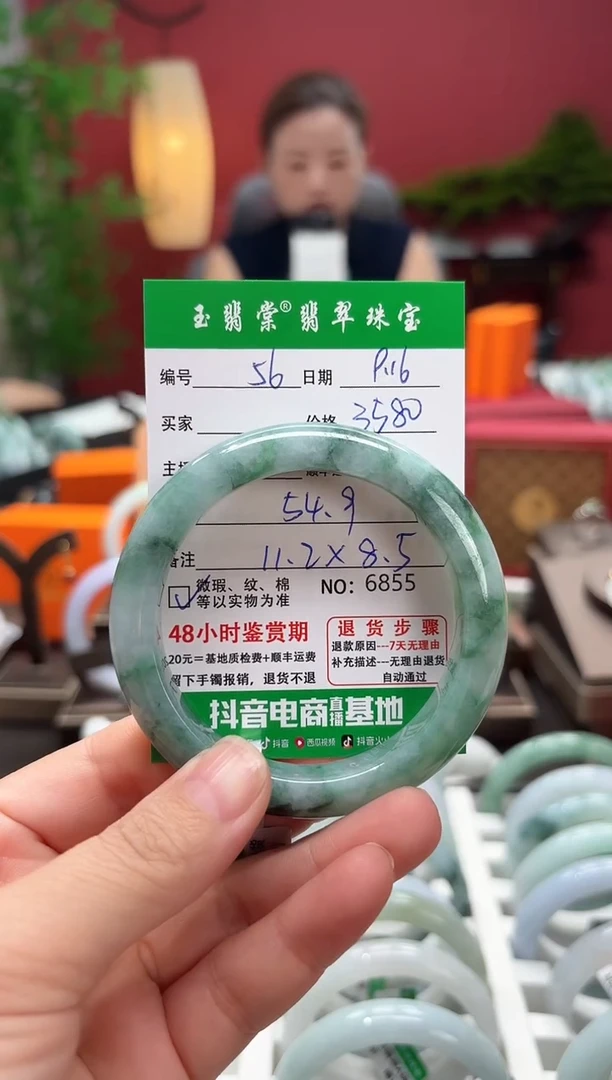 玉翡棠® 翡翠珠宝
编号 56 日期 P.16
买家 价格 3580
54.9
备注 11.2×8.5
微瑕、纹、棉 NO: 6855
等以实物为准
48小时鉴赏期
20元=基地质检费+顺丰运费
留下手镯报销，退货不退
退货步骤
退款原因---7天无理由
补充描述---无理由退货
自动通过
抖音电商直播基地
抖音 西瓜视频 抖音火山